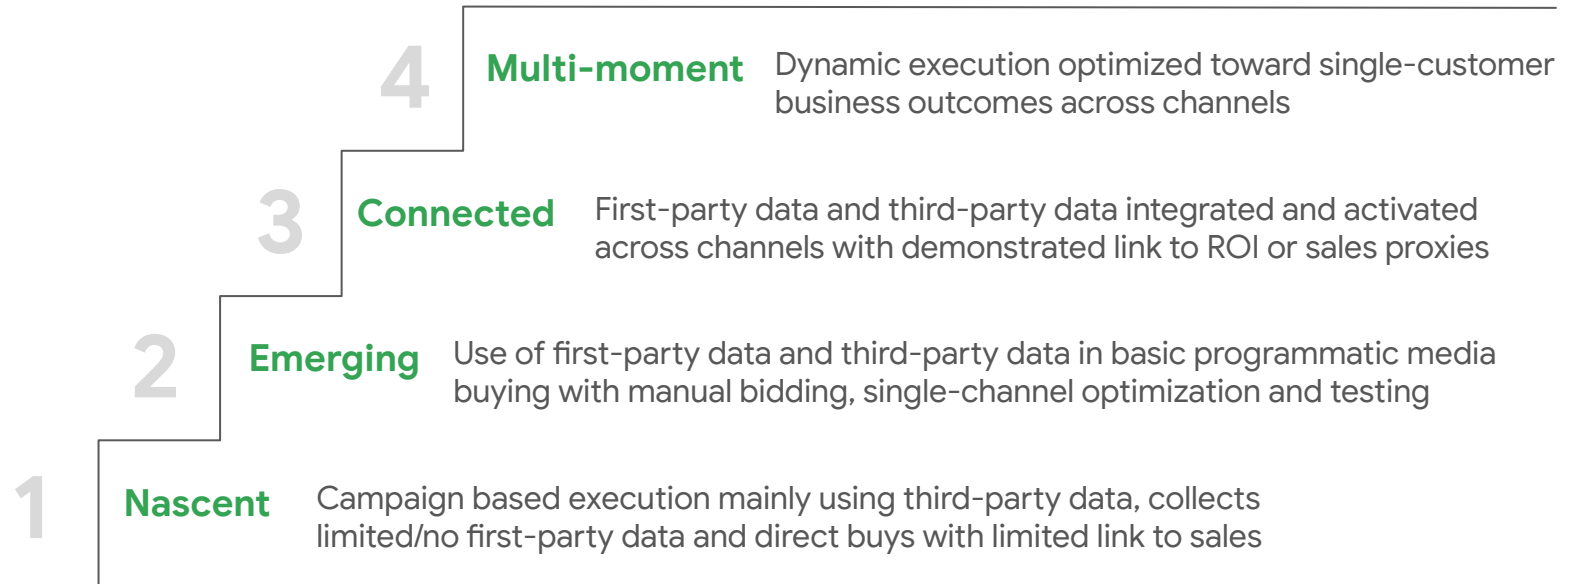 4
Multi-moment
Dynamic execution optimized toward single-customer
business outcomes across channels
3
Connected
First-party data and third-party data integrated and activated
across channels with demonstrated link to ROI or sales proxies
2
Emerging
Use of first-party data and third-party data in basic programmatic media
buying with manual bidding, single-channel optimization and testing
1
Nascent
Campaign based execution mainly using third-party data, collects
limited/no first-party data and direct buys with limited link to sales